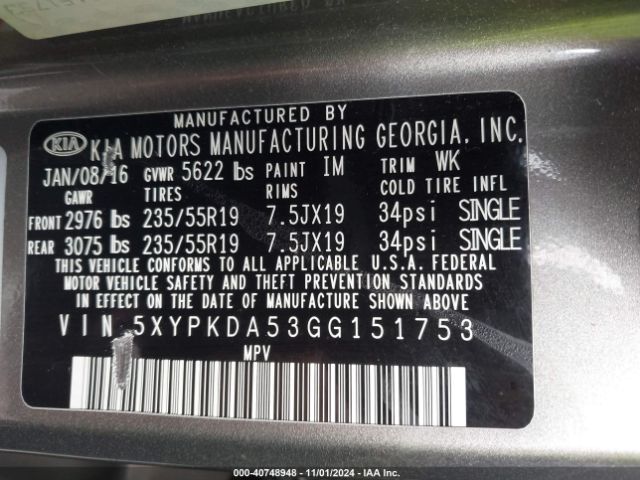 MANUFACTURED BY
KIA KIA MOTORS MANUFACTURING GEORGIA, INC.
JAN/08/16 GVWR 5622 lbs PAINT IM TRIM WK
GAWR TIRES RIMS COLD TIRE INFL
FRONT 2976 lbs 235/55R19 7.5JX19 34psi SINGLE
REAR 3075 lbs 235/55R19 7.5JX19 34psi SINGLE
THIS VEHICLE CONFORMS TO ALL APPLICABLE U.S.A. FEDERAL
MOTOR VEHICLE SAFETY AND THEFT PREVENTION STANDARDS
IN EFFECT ON THE DATE OF MANUFACTURE SHOWN ABOVE.
VIN 5XYPKDA53GG151753
MPV
000-40748948 - 11/01/2024 - IAA Inc.